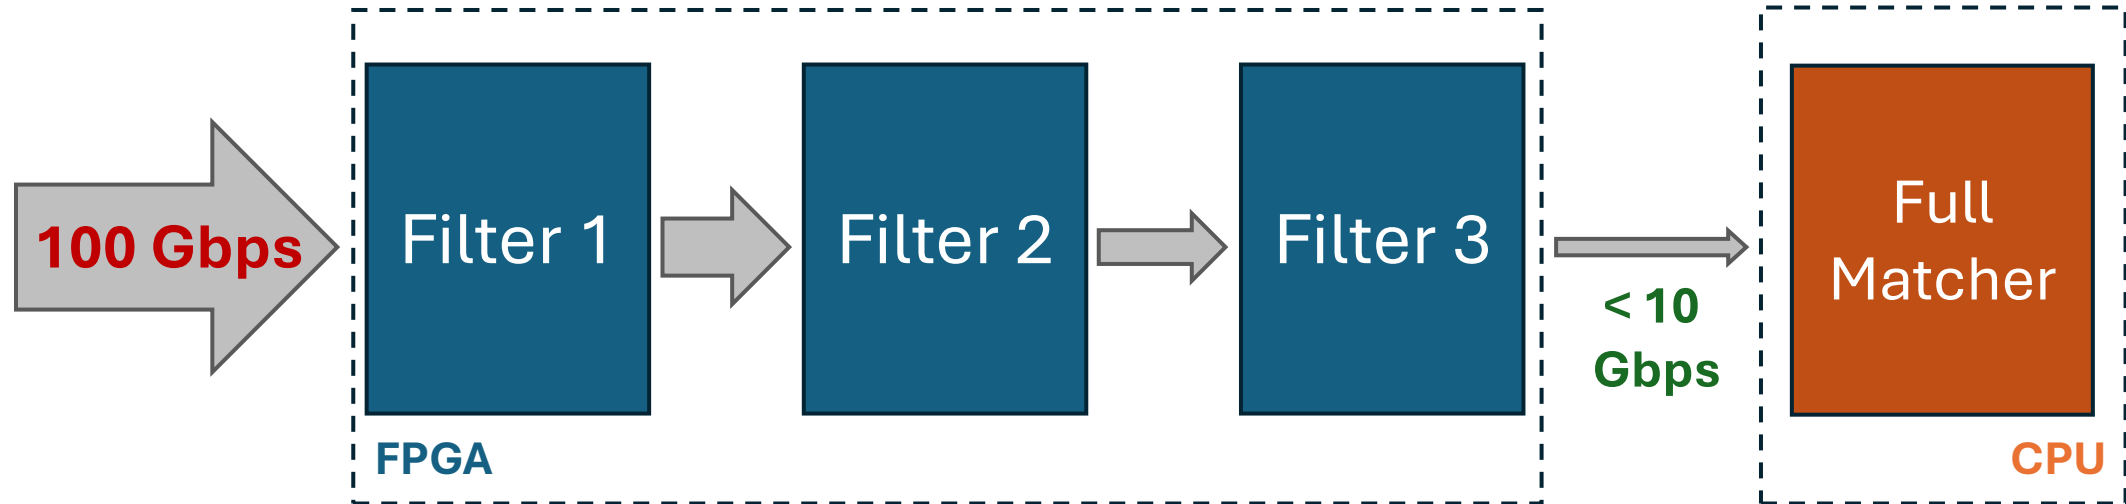 100 Gbps
Filter 1
Filter 2
Filter 3
< 10
Gbps
Full
Matcher
FPGA
CPU